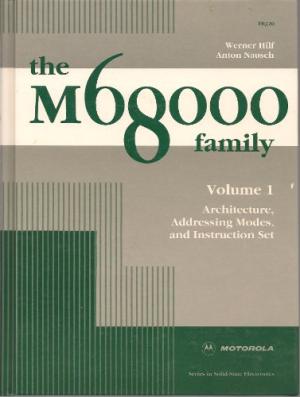 Werner Hilf
Anton Nausch
the
M68000
family
Volume 1
Architecture,
Addressing Modes,
and Instruction Set
MOTOROLA
Series in Solid-State Electronics